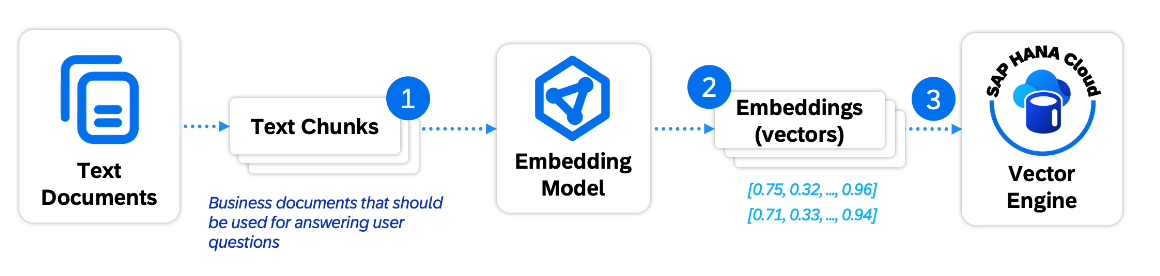 Text
Documents
Text Chunks
1
Business documents that should
be used for answering user
questions
Embedding
Model
2
Embeddings
(vectors)
[0.75, 0.32, ..., 0.96]
[0.71, 0.33, ..., 0.94]
3
SAP HANA Cloud
Vector
Engine